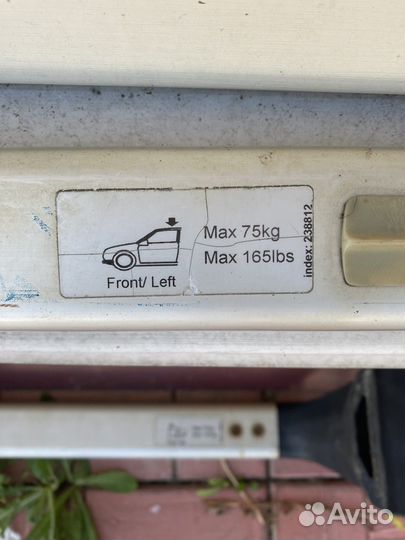 Max 75kg
Max 165lbs
Front/ Left
index: 238812
Avito